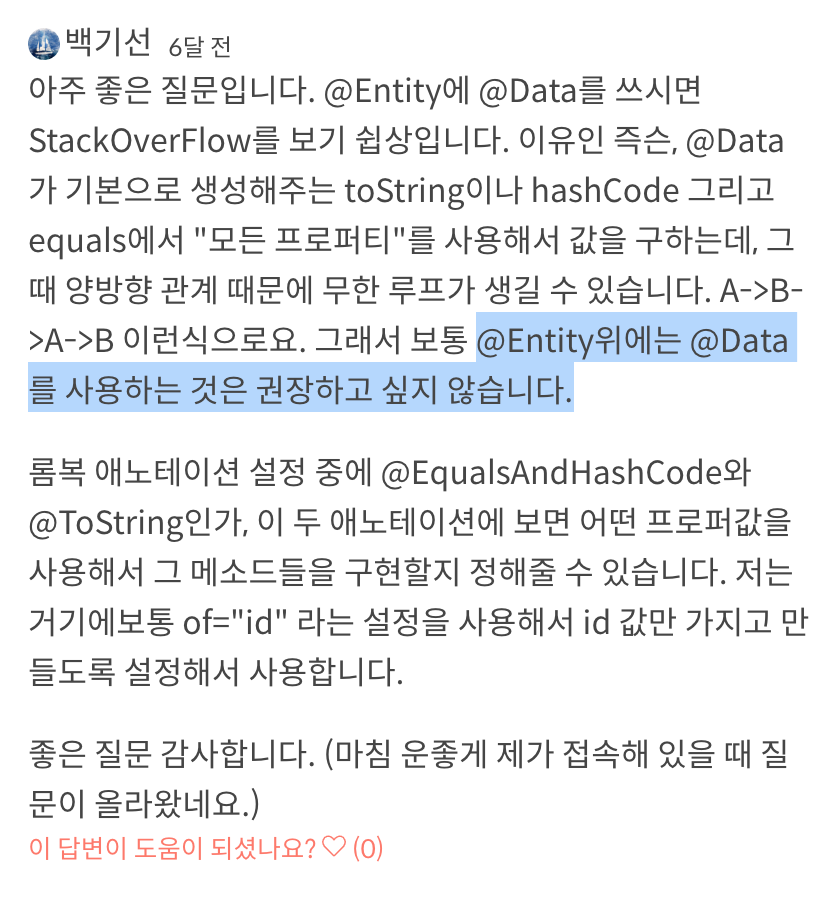 백기선 6달 전
아주 좋은 질문입니다. @Entity에 @Data를 쓰시면
StackOverFlow를 보기 쉽상입니다. 이유인 즉슨, @Data
가 기본으로 생성해주는 toString이나 hashCode 그리고
equals에서 "모든 프로퍼티"를 사용해서 값을 구하는데, 그
때 양방향 관계 때문에 무한 루프가 생길 수 있습니다. A->B-
>A->B 이런식으로요. 그래서 보통 @Entity위에는 @Data
를 사용하는 것은 권장하고 싶지 않습니다.
롬복 애노테이션 설정 중에 @EqualsAndHashCode와
@ToString인가, 이 두 애노테이션에 보면 어떤 프로퍼값을
사용해서 그 메소드들을 구현할지 정해줄 수 있습니다. 저는
거기에보통 of="id" 라는 설정을 사용해서 id 값만 가지고 만
들도록 설정해서 사용합니다.
좋은 질문 감사합니다. (마침 운좋게 제가 접속해 있을 때 질
문이 올라왔네요.)
이 답변이 도움이 되셨나요?♡ (0)